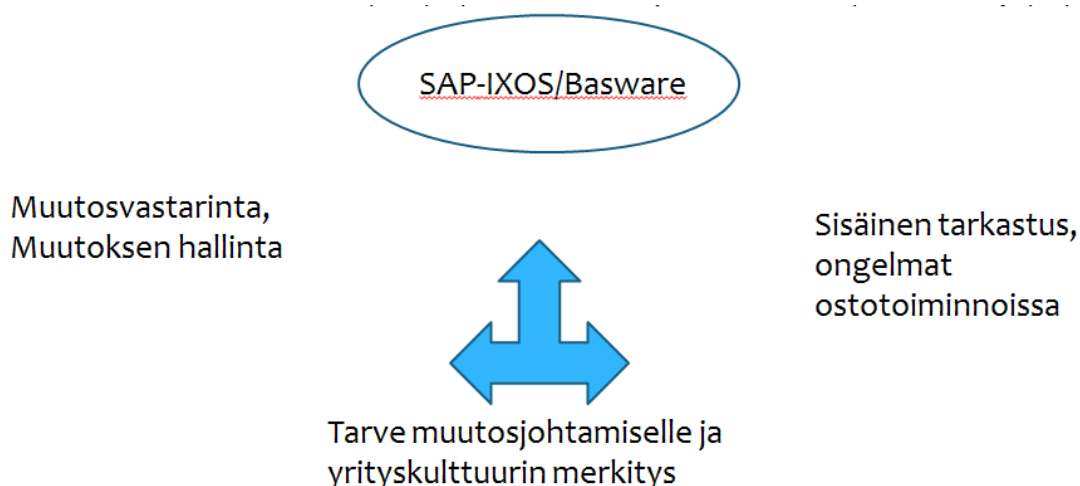 SAP-IXOS/Basware
Muutosvastarinta,
Muutoksen hallinta
Sisäinen tarkastus,
ongelmat
ostotoiminnoissa
Tarve muutosjohtamiselle ja
yrityskulttuurin merkitys